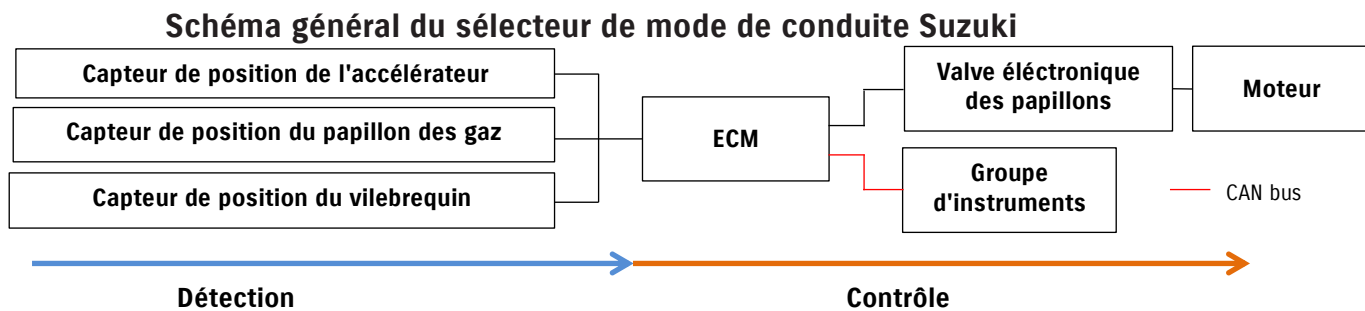 Schéma général du sélecteur de mode de conduite Suzuki
Capteur de position de l'accélérateur
Capteur de position du papillon des gaz
Capteur de position du vilebrequin
ECM
Valve éléctronique
des papillons
Moteur
Groupe
d'instruments
CAN bus
Détection
Contrôle